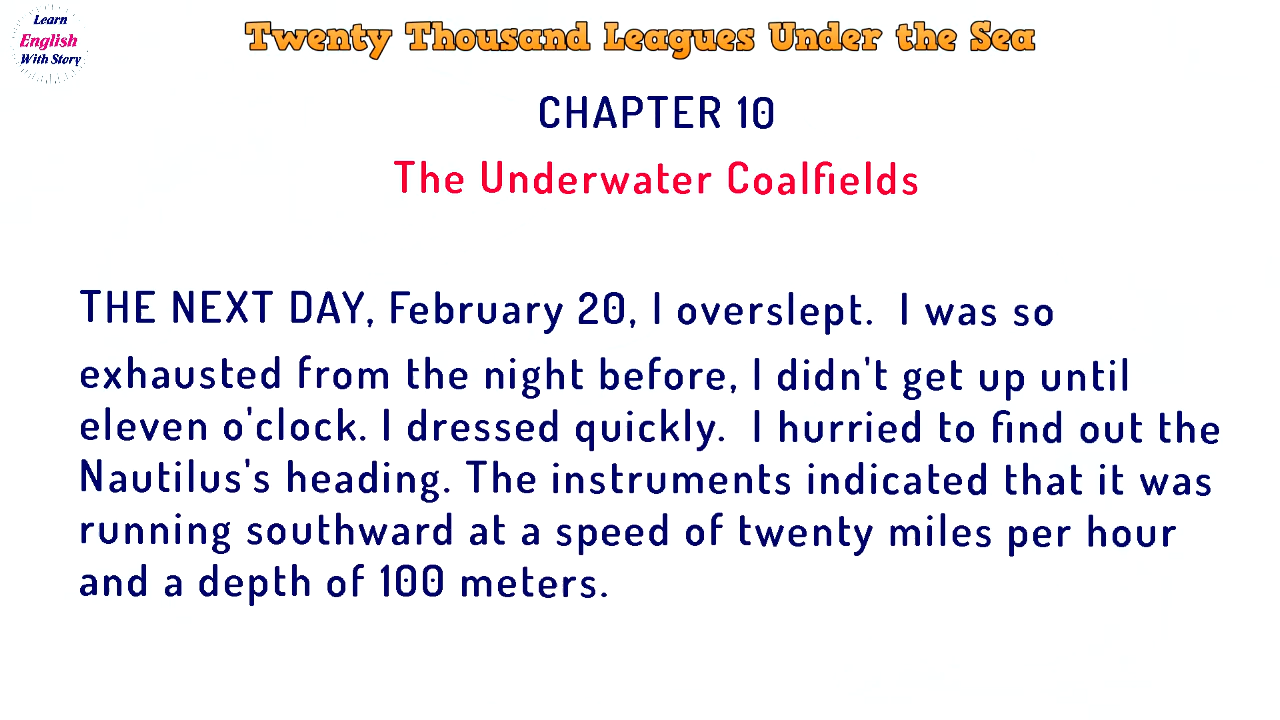 Learn
English
With Story
Twenty Thousand Leagues Under the Sea
CHAPTER 10
The Underwater Coalfields
THE NEXT DAY, February 20, I overslept.  I was so
exhausted from the night before, I didn't get up until
eleven o'clock. I dressed quickly.  I hurried to find out the
Nautilus's heading. The instruments indicated that it was
running southward at a speed of twenty miles per hour
and a depth of 100 meters.